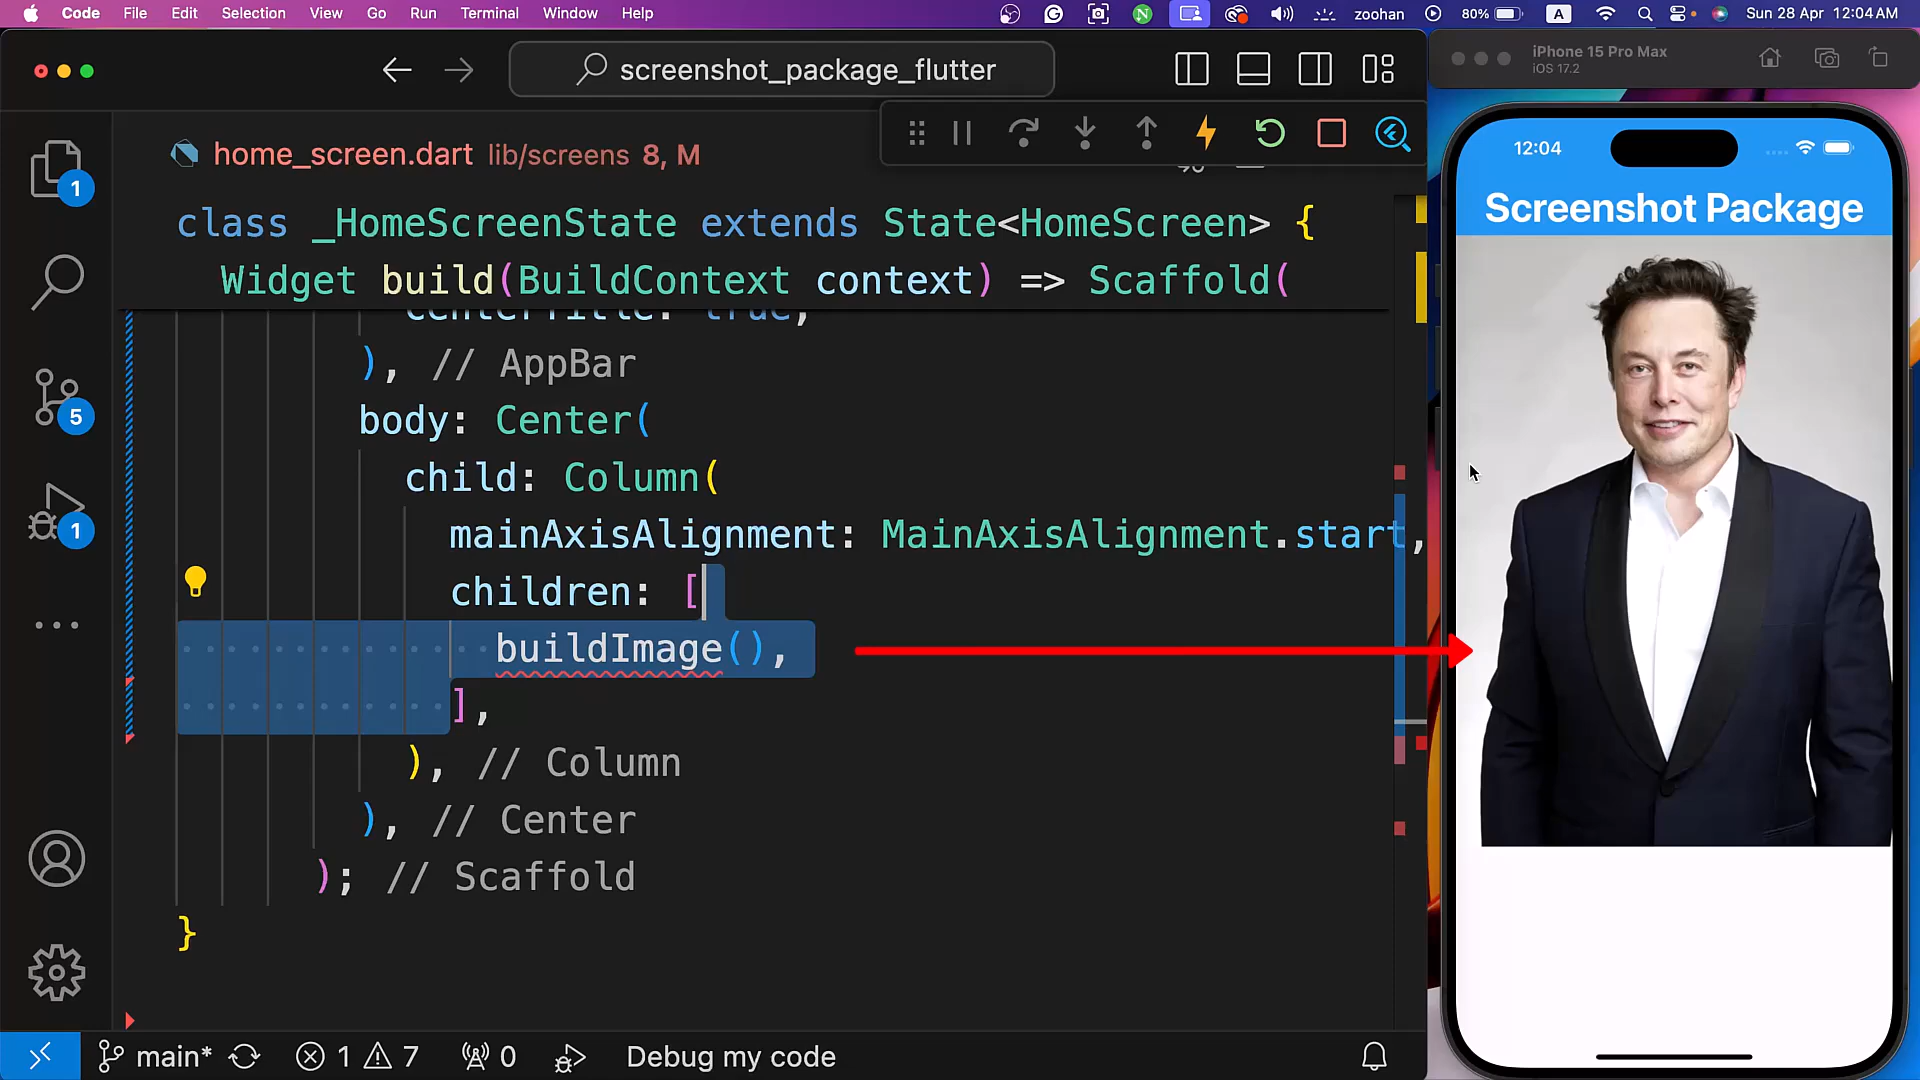 Code File Edit Selection View Go Run Terminal Window Help zoohan 80% A Sun 28 Apr 12:04 AM
screenshot_package_flutter
iPhone 15 Pro Max
iOS 17.2
home_screen.dart lib/screens 8, M
class _HomeScreenState extends State<HomeScreen> {
Widget build(BuildContext context) => Scaffold(
centerTitle: true,
), // AppBar
body: Center(
child: Column(
mainAxisAlignment: MainAxisAlignment.start,
children: [
buildImage(),
],
), // Column
), // Center
); // Scaffold
}
1
5
1
main* 1 7 0 Debug my code
12:04
Screenshot Package